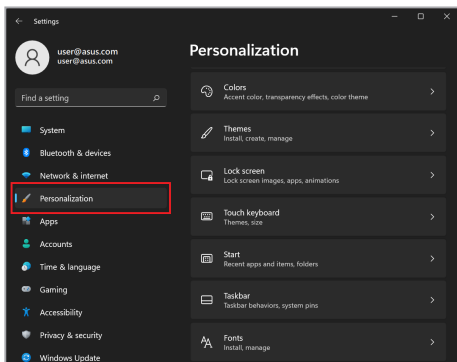 Settings
user@asus.com
user@asus.com
Find a setting
System
Bluetooth & devices
Network & internet
Personalization
Apps
Accounts
Time & language
Gaming
Accessibility
Privacy & security
Windows Update
Personalization
Colors
Accent color, transparency effects, color theme
Themes
Install, create, manage
Lock screen
Lock screen images, apps, animations
Touch keyboard
Themes, size
Start
Recent apps and items, folders
Taskbar
Taskbar behaviors, system pins
Fonts
Install, manage